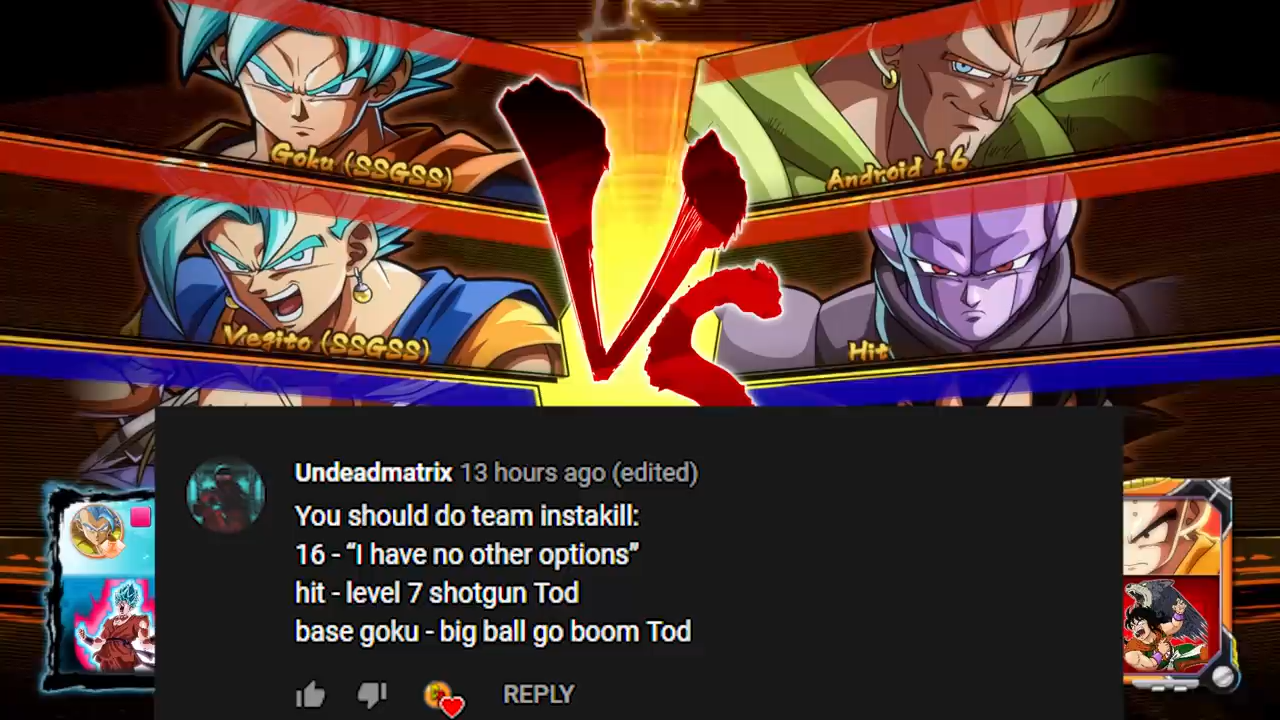 Goku (SSGSS)
Android 16
Vegito (SSGSS)
Hit
VS
Undeadmatrix 13 hours ago (edited)
You should do team instakill:
16 - “I have no other options”
hit - level 7 shotgun Tod
base goku - big ball go boom Tod
REPLY